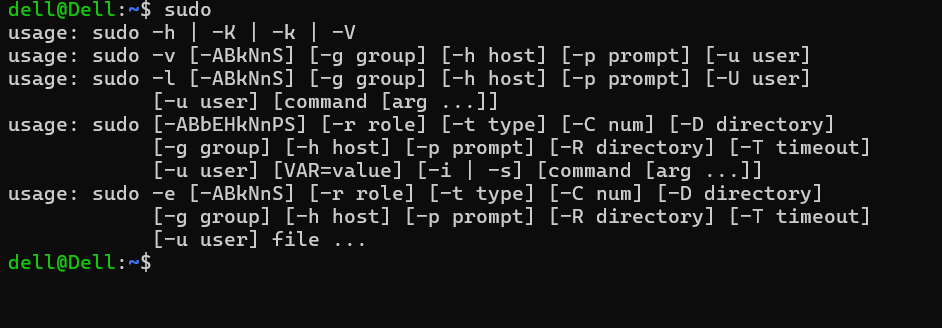 dell@Dell:~$ sudo
usage: sudo -h | -K | -k | -V
usage: sudo -v [-ABkNnS] [-g group] [-h host] [-p prompt] [-u user]
usage: sudo -l [-ABkNnS] [-g group] [-h host] [-p prompt] [-U user]
            [-u user] [command [arg ...]]
usage: sudo [-ABbEHkNnPS] [-r role] [-t type] [-C num] [-D directory]
            [-g group] [-h host] [-p prompt] [-R directory] [-T timeout]
            [-u user] [VAR=value] [-i | -s] [command [arg ...]]
usage: sudo -e [-ABkNnS] [-r role] [-t type] [-C num] [-D directory]
            [-g group] [-h host] [-p prompt] [-R directory] [-T timeout]
            [-u user] file ...
dell@Dell:~$